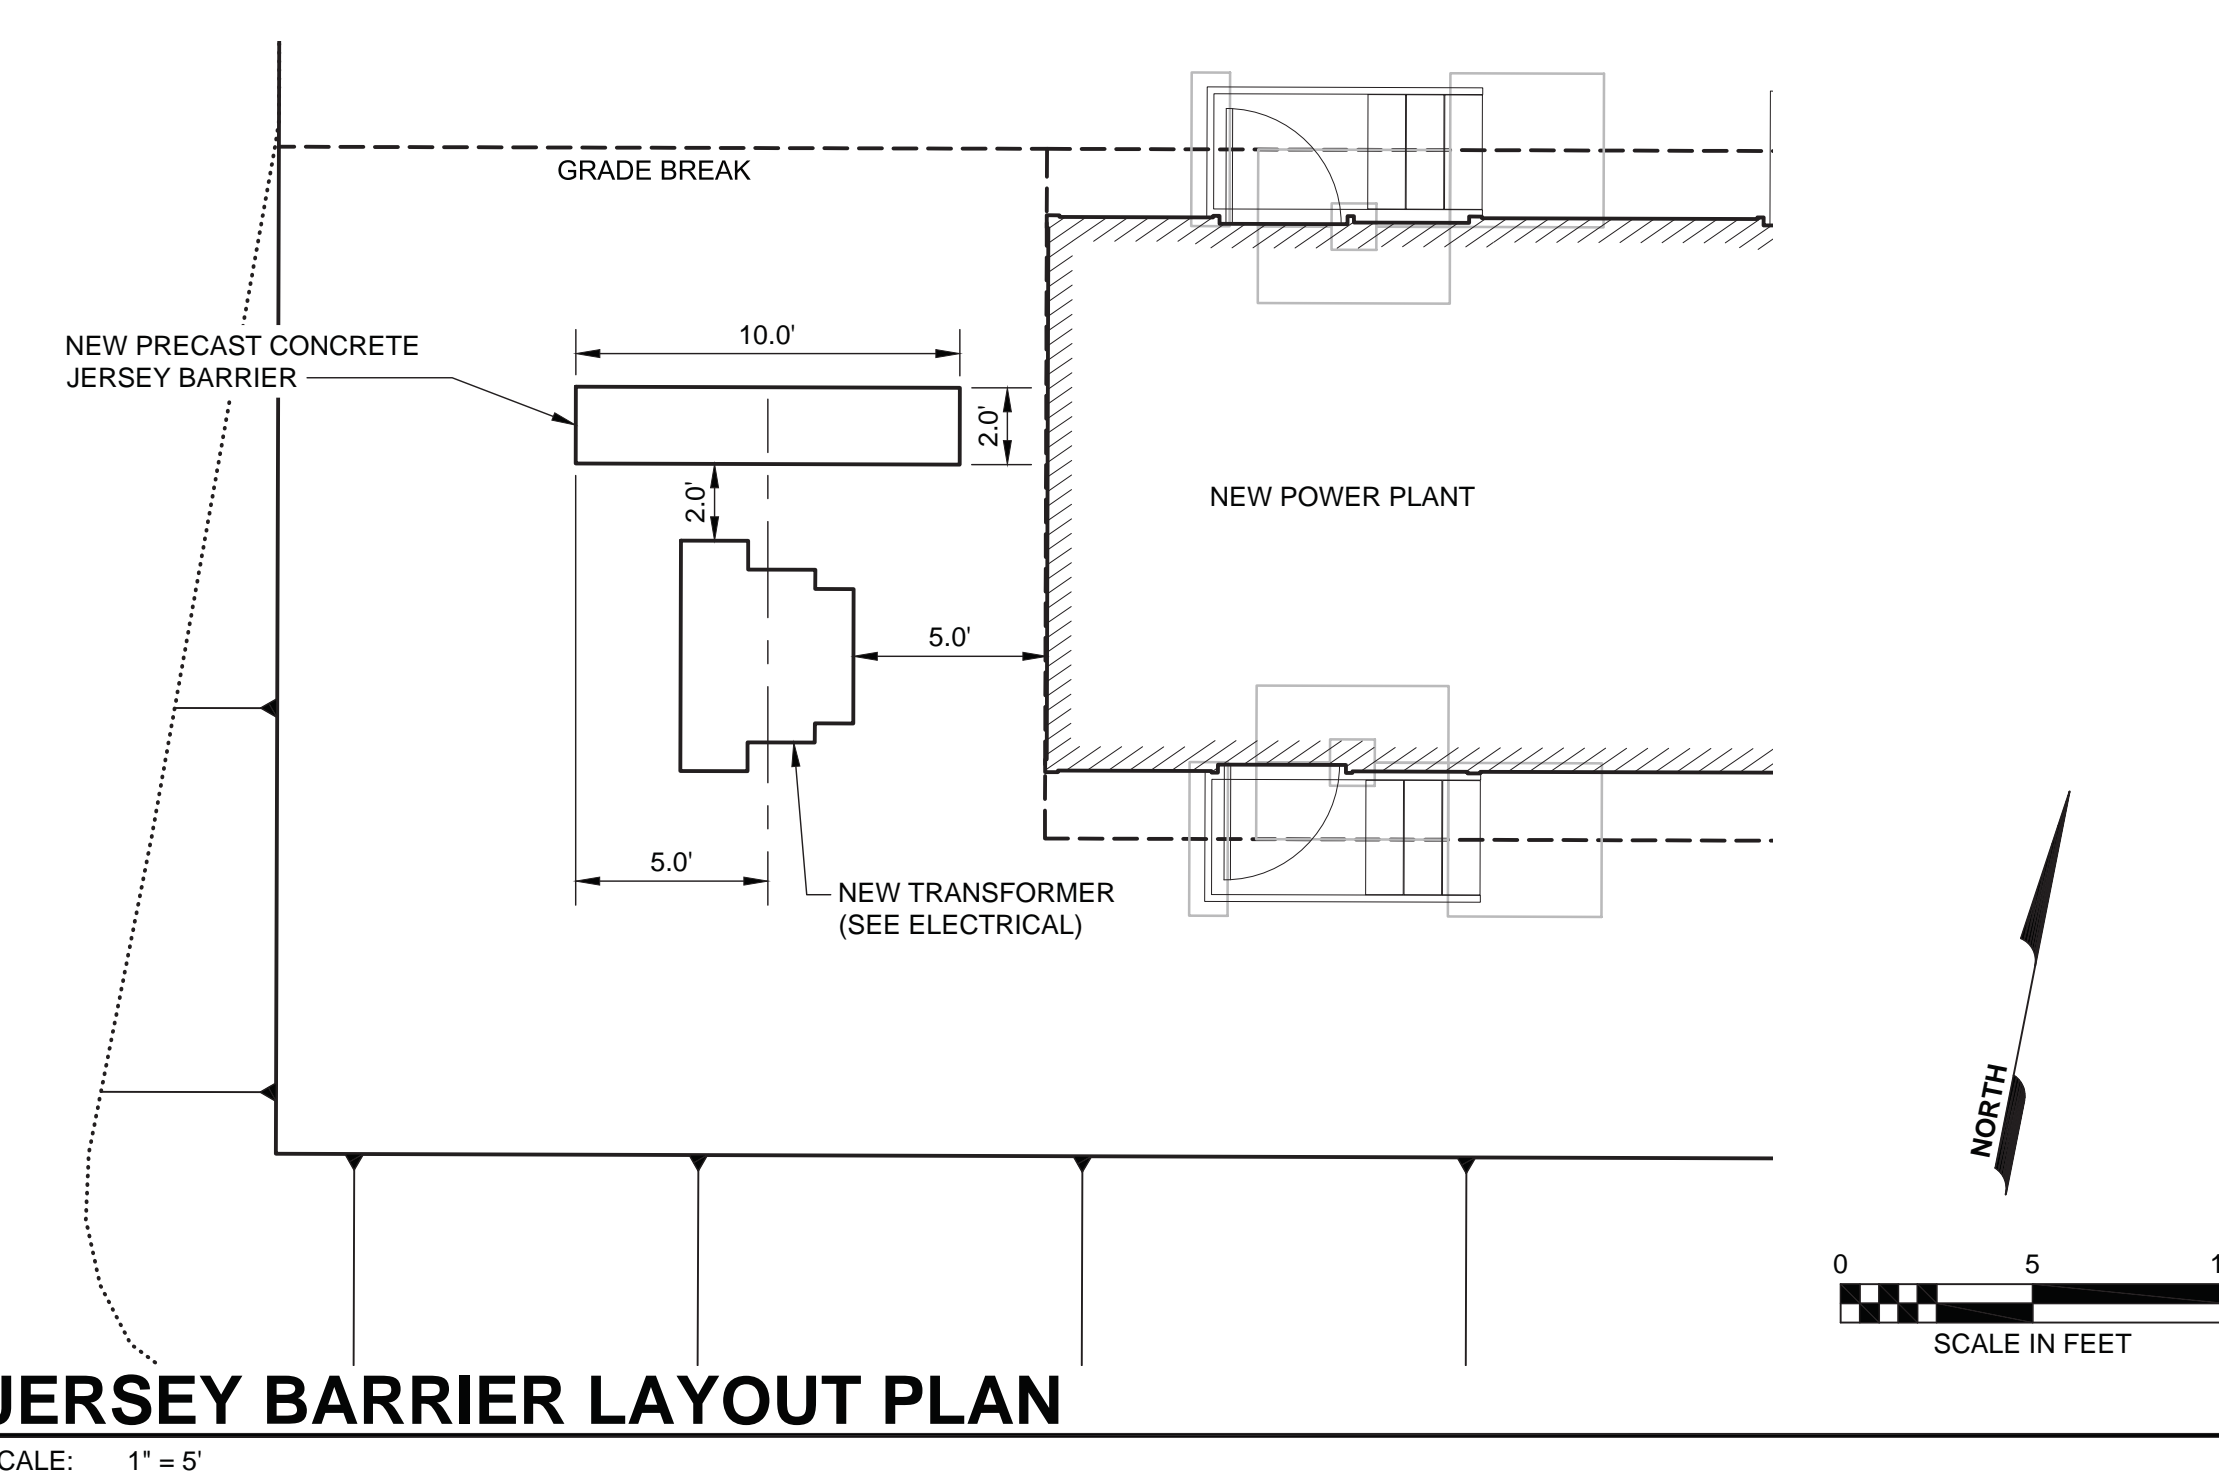 GRADE BREAK
NEW PRECAST CONCRETE
JERSEY BARRIER
10.0'
2.0'
2.0'
NEW POWER PLANT
5.0'
5.0'
NEW TRANSFORMER
(SEE ELECTRICAL)
NORTH
0 5 1
SCALE IN FEET
JERSEY BARRIER LAYOUT PLAN
CALE: 1" = 5'